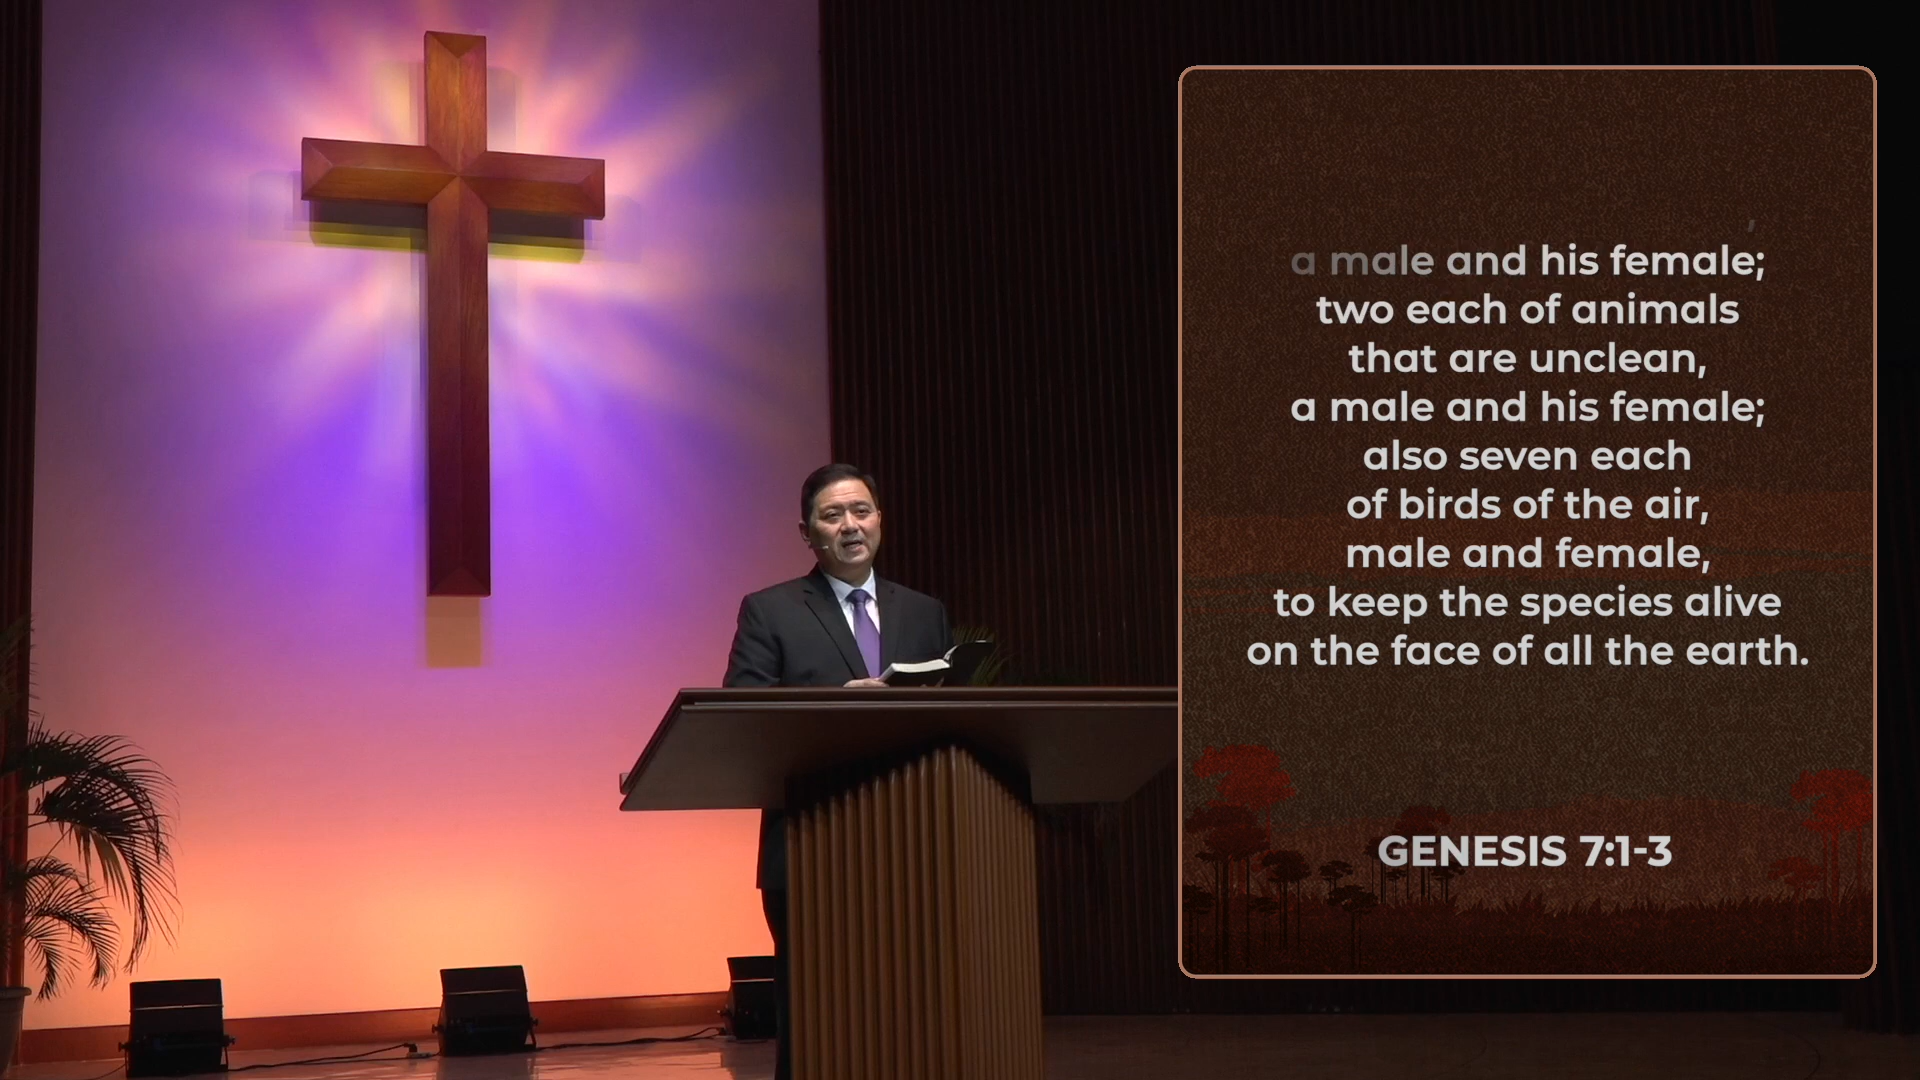 a male and his female;
two each of animals
that are unclean,
a male and his female;
also seven each
of birds of the air,
male and female,
to keep the species alive
on the face of all the earth.
GENESIS 7:1-3